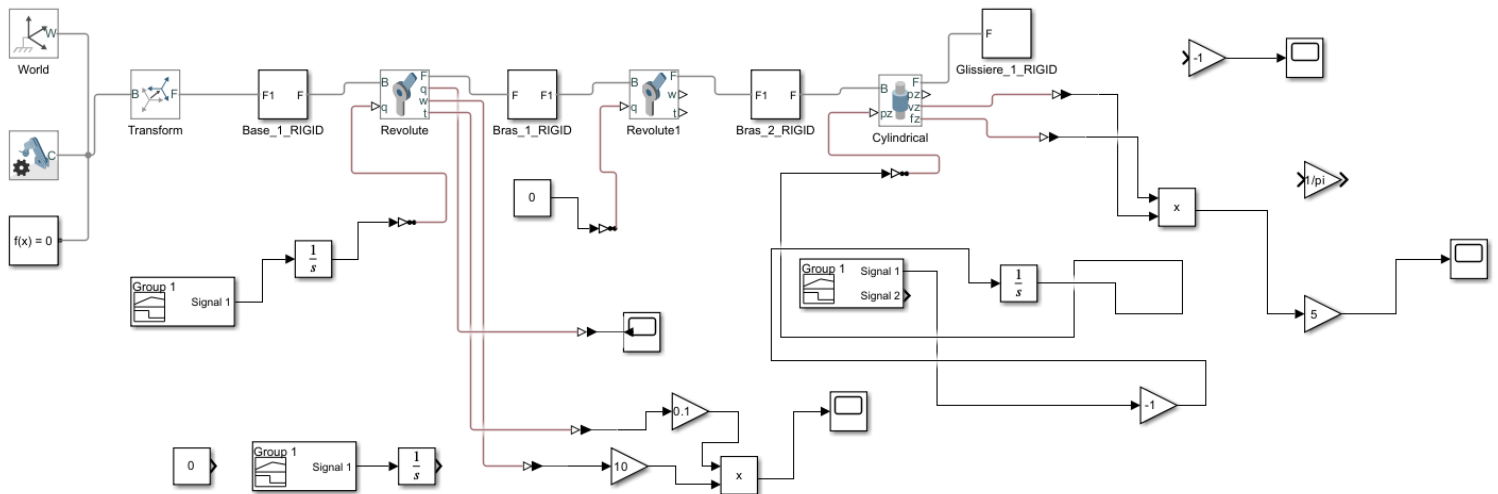 W
World
C
f(x) = 0
B F
Transform
F1 F
Base_1_RIGID
B F
q
w
q t
Revolute
F F1
Bras_1_RIGID
B F
w
q t
Revolute1
F1 F
Bras_2_RIGID
B F
pz
vz
pz fz
Cylindrical
F
Glissiere_1_RIGID
-1
1/pi
0
x
1
s
Group 1
Signal 1
Group 1
Signal 1
Signal 2
1
s
5
0.1
-1
0
Group 1
Signal 1
1
s
10
x